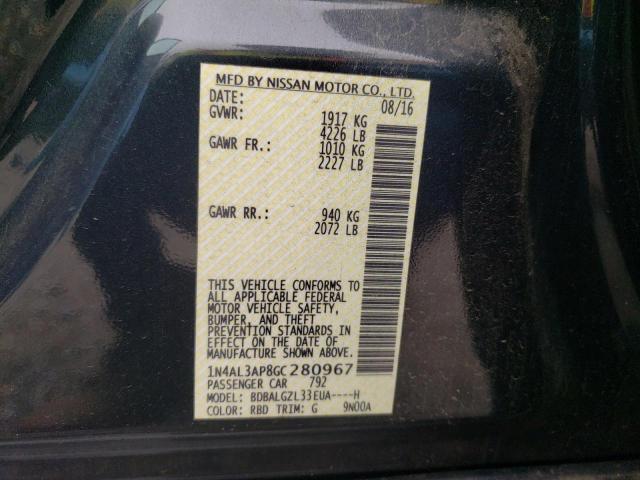 MFD BY NISSAN MOTOR CO., LTD.
DATE: 08/16
GVWR: 1917 KG
4226 LB
GAWR FR.: 1010 KG
2227 LB
GAWR RR.: 940 KG
2072 LB
THIS VEHICLE CONFORMS TO
ALL APPLICABLE FEDERAL
MOTOR VEHICLE SAFETY,
BUMPER, AND THEFT
PREVENTION STANDARDS IN
EFFECT ON THE DATE OF
MANUFACTURE SHOWN ABOVE.
1N4AL3AP8GC280967
PASSENGER CAR 792
MODEL: BDBALGZL33EUA----H
COLOR: RBD TRIM: G 9N00A